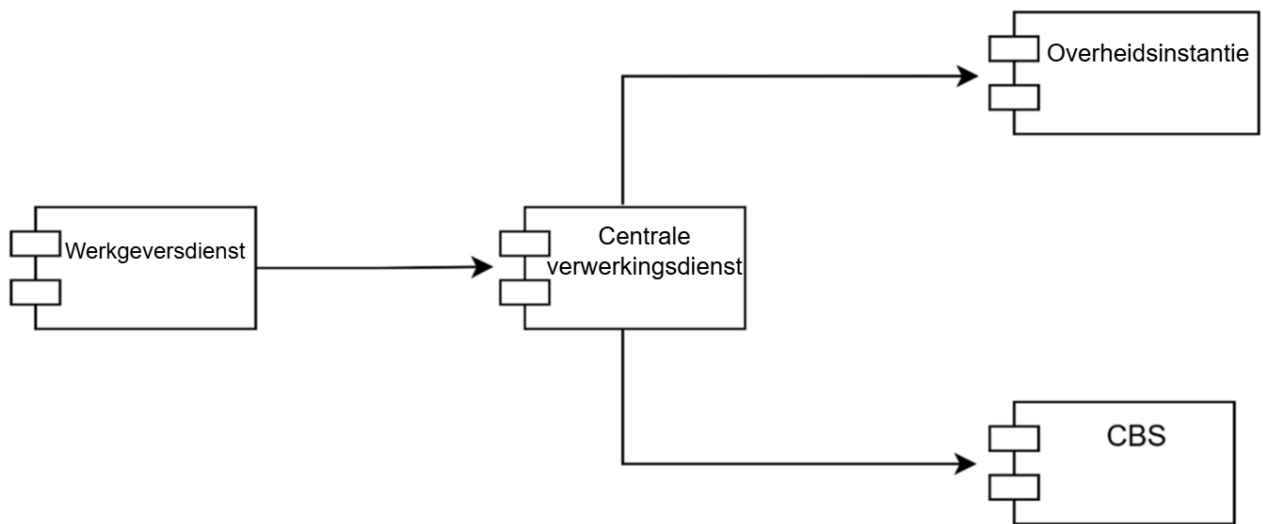 Overheidsinstantie
Werkgeversdienst
Centrale
verwerkingsdienst
CBS